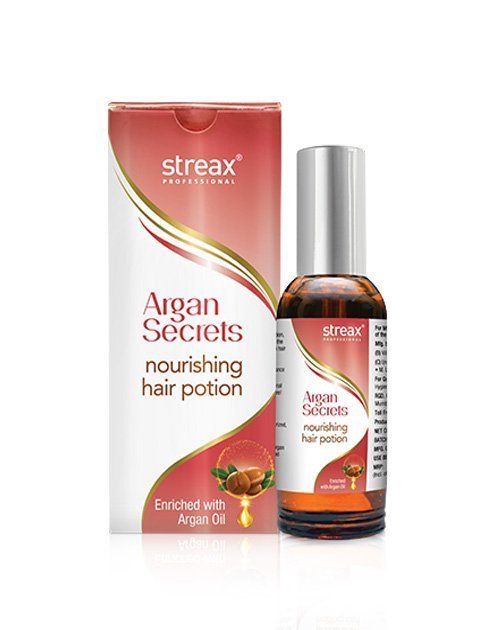 streax®
PROFESSIONAL
Argan
Secrets
nourishing
hair potion
Enriched with
Argan Oil
streax®
PROFESSIONAL
Argan
Secrets
nourishing
hair potion
Enriched
with Argan Oil